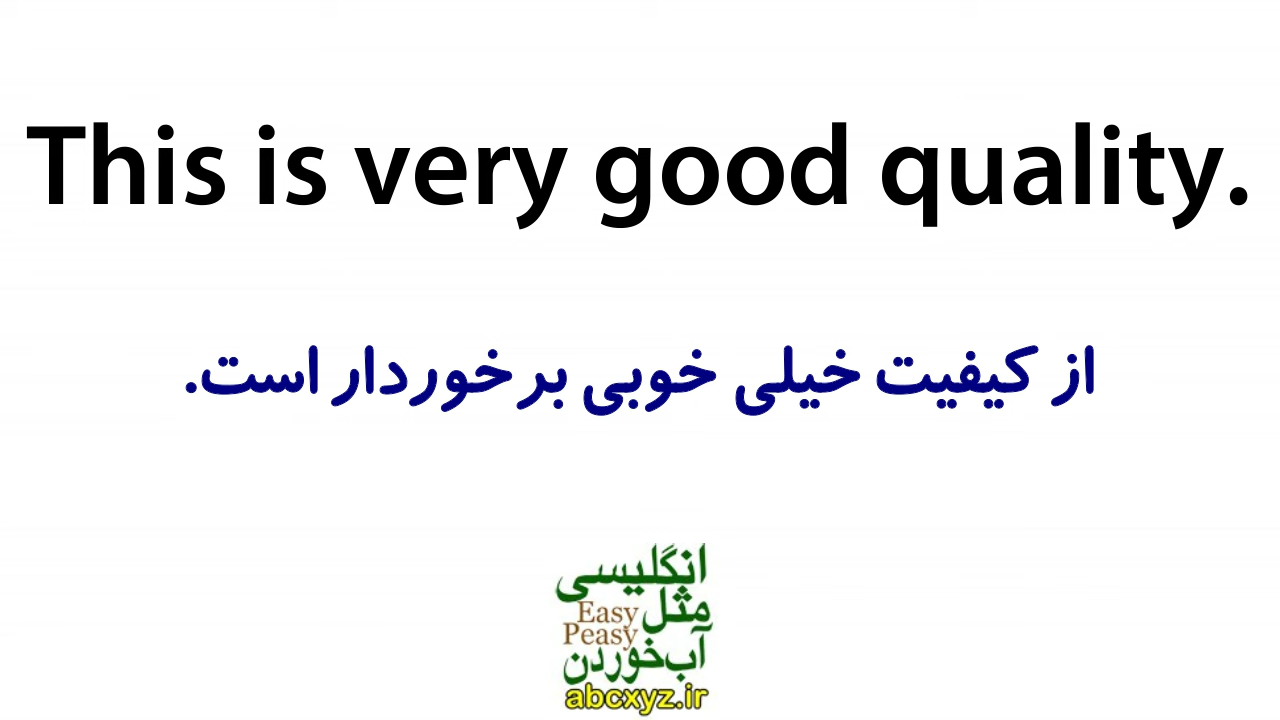 This is very good quality.
از کیفیت خیلی خوبی برخوردار است.
انگلیسی
مثل
Easy
Peasy
آب‌خوردن
abcxyz.ir